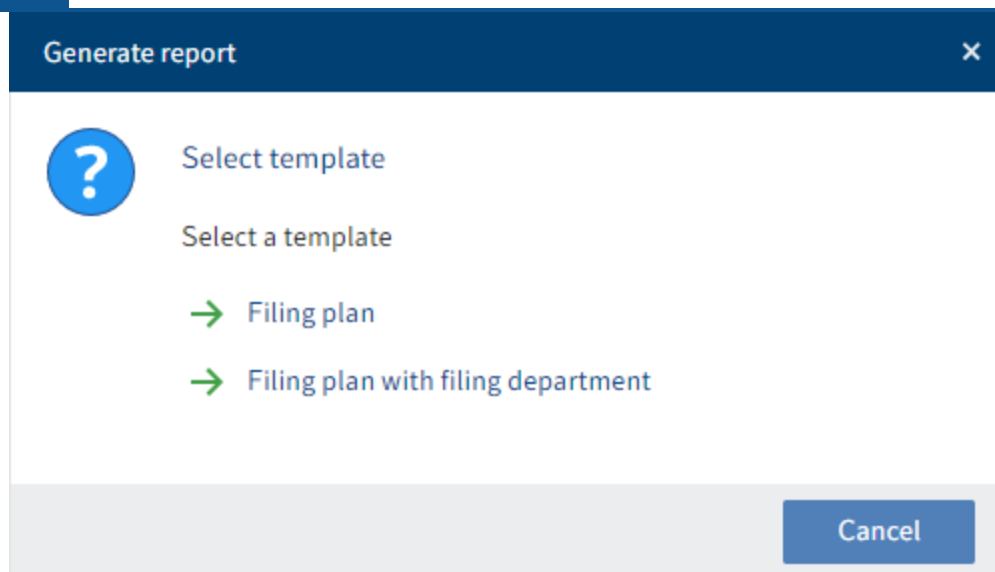 Generate report
Select template
Select a template
Filing plan
Filing plan with filing department
Cancel